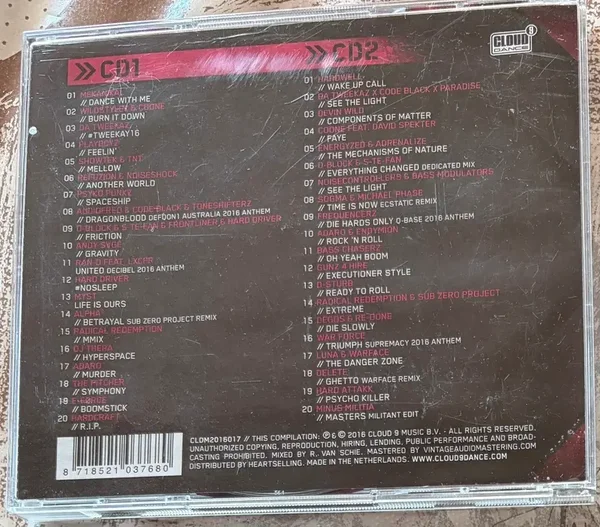 CLOUD 9
DANCE
>> CD1
01 MEKANIKAL
// DANCE WITH ME
02 WILDSTYLEZ & COONE
// BURN IT DOWN
03 DA TWEEKAZ
// #TWEEKAY16
04 PLAYBOYZ
// FEELIN'
05 SHOWTEK & TNT
// MELLOW
06 REFUZION & NOISESHOCK
// ANOTHER WORLD
07 PSYKO PUNKZ
// SPACESHIP
08 AUDIOFREQ & CODE BLACK & TONESHIFTERZ
// DRAGONBLOOD DEFQON1 AUSTRALIA 2016 ANTHEM
09 D-BLOCK & S-TE-FAN & FRONTLINER & HARD DRIVER
// FRICTION
10 ANDY SVGE
// GRAVITY
11 RAN-D FEAT. LXCPR
UNITED DECIBEL 2016 ANTHEM
12 HARD DRIVER
#NOSLEEP
13 MYST
LIFE IS OURS
14 ALPHA²
// BETRAYAL SUB ZERO PROJECT REMIX
15 RADICAL REDEMPTION
// MMIX
16 DJ THERA
// HYPERSPACE
17 ADARO
// MURDER
18 THE PITCHER
// SYMPHONY
19 E-FORCE
// BOOMSTICK
20 HARDCRAFT
// R.I.P.
>> CD2
01 HARDWELL
// WAKE UP CALL
02 DA TWEEKAZ X CODE BLACK X PARADISE
// SEE THE LIGHT
03 DEVIN WILD
// COMPONENTS OF MATTER
04 COONE FEAT. DAVID SPEKTER
// PAYE
05 ENERGYZED & ADRENALIZE
// THE MECHANISMS OF NATURE
06 D-BLOCK & S-TE-FAN
// EVERYTHING CHANGED DEDICATED MIX
07 NOISECONTROLLERS & BASS MODULATORS
// SEE THE LIGHT
08 SOGMA & MICHAEL PHASE
// TIME IS NOW ECSTATIC REMIX
09 FREQUENCERZ
// DIE HARDS ONLY Q-BASE 2016 ANTHEM
10 ADARO & ENDYMION
// ROCK 'N ROLL
11 BASS CHASERZ
// OH YEAH BOOM
12 GUNZ 4 HIRE
// EXECUTIONER STYLE
13 D-STURB
// READY TO ROLL
14 RADICAL REDEMPTION & SUB ZERO PROJECT
// EXTREME
15 DEGOS & RE-DONE
// DIE SLOWLY
16 WAR FORCE
// TRIUMPH SUPREMACY 2016 ANTHEM
17 LUNA & WARFACE
// THE DANGER ZONE
18 DELETE
// GHETTO WARFACE REMIX
19 HARD ATTAKK
// PSYCHO KILLER
20 MINUS MILITIA
// MASTERS MILITANT EDIT
8 718521 037680
CLDM2016017 // THIS COMPILATION: ℗ & © 2016 CLOUD 9 MUSIC B.V. - ALL RIGHTS RESERVED.
UNAUTHORIZED COPYING, REPRODUCTION, HIRING, LENDING, PUBLIC PERFORMANCE AND BROAD-
CASTING PROHIBITED. MIXED BY R. VAN SCHIE. MASTERED BY VINTAGEAUDIOMASTERING.COM
DISTRIBUTED BY HEARTSELLING. MADE IN THE NETHERLANDS. WWW.CLOUD9DANCE.COM